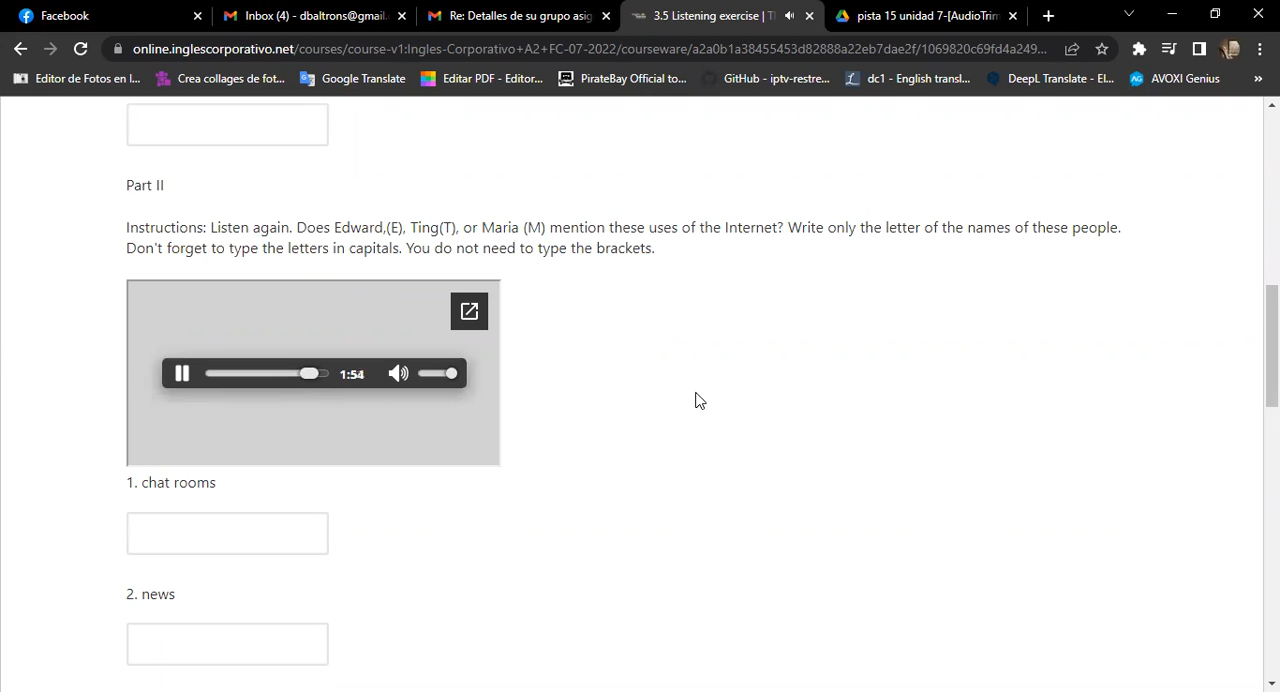 Facebook
Inbox (4) - dbaltrons@gmail.
Re: Detalles de su grupo asig
3.5 Listening exercise | T
pista 15 unidad 7-[AudioTrim
online.inglescorporativo.net/courses/course-v1:Ingles-Corporativo+A2+FC-07-2022/courseware/a2a0b1a38455453d82888a22eb7dae2f/1069820c69fd4a249...
Editor de Fotos en l...
Crea collages de fot...
Google Translate
Editar PDF - Editor...
PirateBay Official to...
GitHub - iptv-restre...
dc1 - English transl...
DeepL Translate - El...
AVOXI Genius
»
Part II
Instructions: Listen again. Does Edward,(E), Ting(T), or Maria (M) mention these uses of the Internet? Write only the letter of the names of these people.
Don't forget to type the letters in capitals. You do not need to type the brackets.
1:54
1. chat rooms
2. news